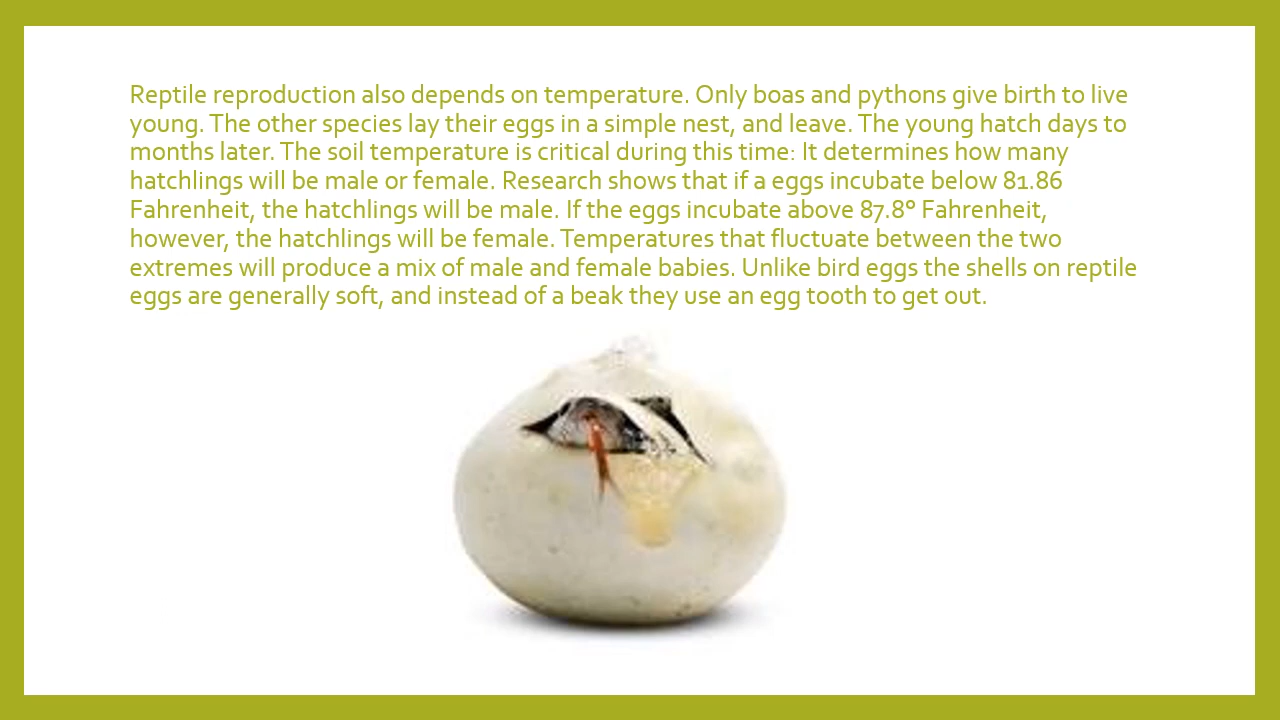 Reptile reproduction also depends on temperature. Only boas and pythons give birth to live
young. The other species lay their eggs in a simple nest, and leave. The young hatch days to
months later. The soil temperature is critical during this time: It determines how many
hatchlings will be male or female. Research shows that if a eggs incubate below 81.86
Fahrenheit, the hatchlings will be male. If the eggs incubate above 87.8° Fahrenheit,
however, the hatchlings will be female. Temperatures that fluctuate between the two
extremes will produce a mix of male and female babies. Unlike bird eggs the shells on reptile
eggs are generally soft, and instead of a beak they use an egg tooth to get out.